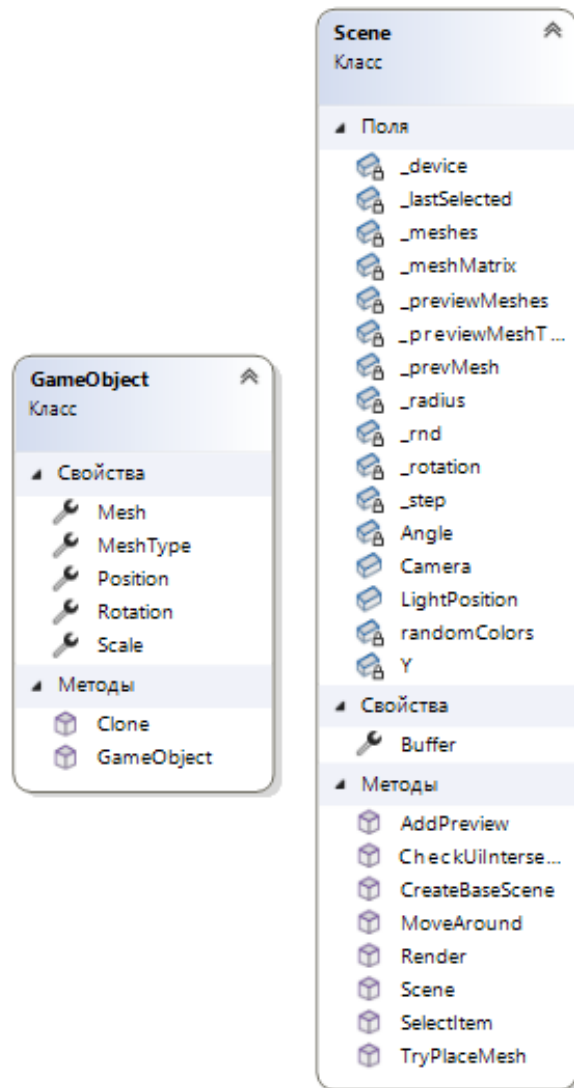 GameObject
Класс
Свойства
Mesh
MeshType
Position
Rotation
Scale
Методы
Clone
GameObject
Scene
Класс
Поля
_device
_lastSelected
_meshes
_meshMatrix
_previewMeshes
_previewMeshT...
_prevMesh
_radius
_rnd
_rotation
_step
Angle
Camera
LightPosition
randomColors
Y
Свойства
Buffer
Методы
AddPreview
CheckUiInterse...
CreateBaseScene
MoveAround
Render
Scene
SelectItem
TryPlaceMesh